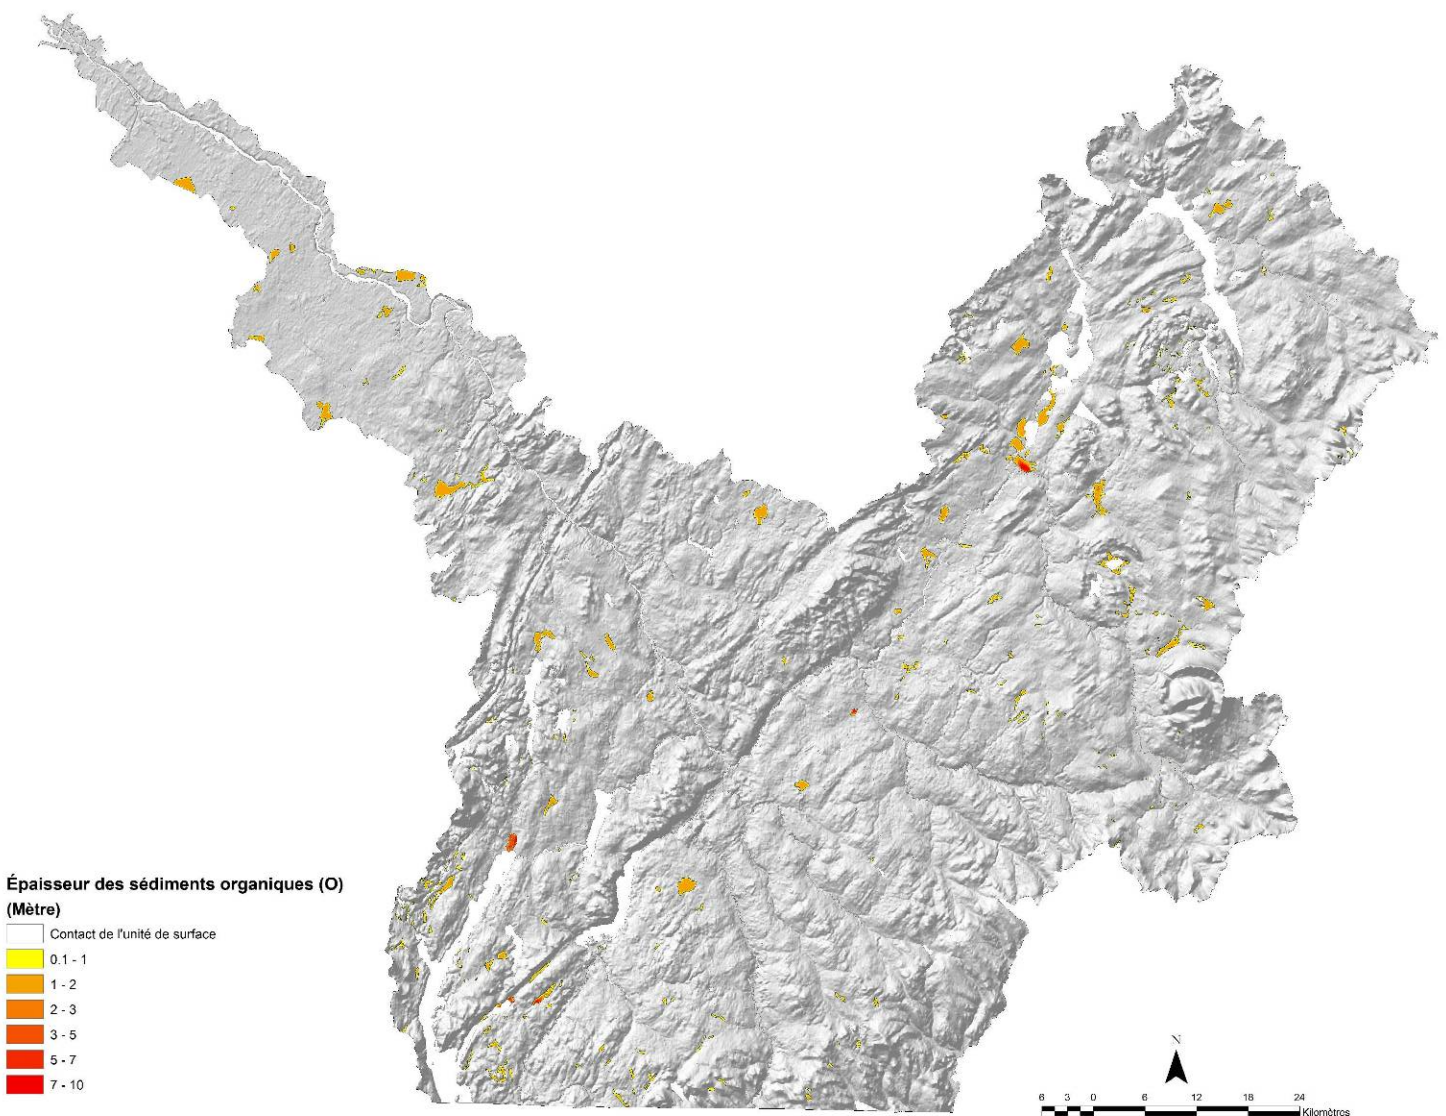 Épaisseur des sédiments organiques (O)
(Mètre)
Contact de l'unité de surface
0.1 - 1
1 - 2
2 - 3
3 - 5
5 - 7
7 - 10
N
6 3 0 6 12 18 24
Kilomètres